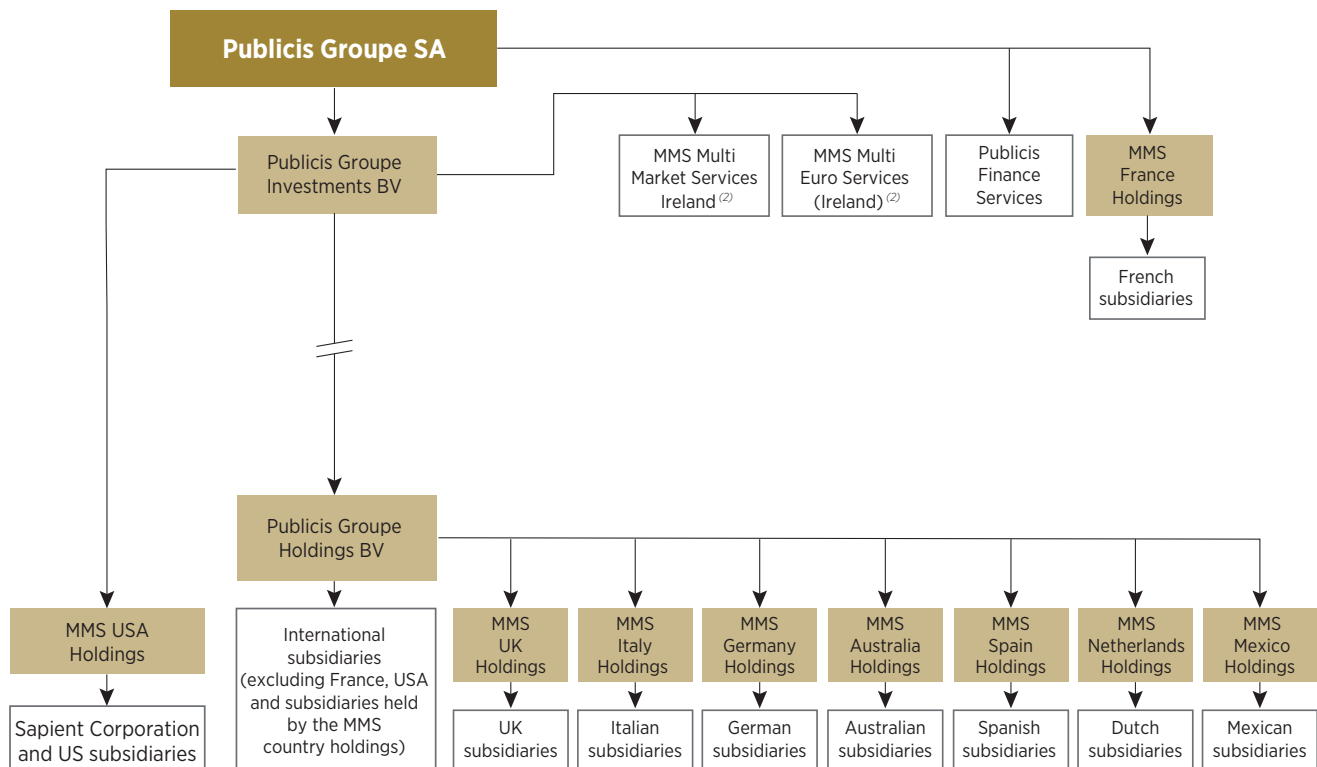 Publicis Groupe SA
Publicis Groupe
Investments BV
MMS Multi
Market Services
Ireland (2)
MMS Multi
Euro Services
(Ireland) (2)
Publicis
Finance
Services
MMS
France
Holdings
French
subsidiaries
Publicis Groupe
Holdings BV
MMS USA
Holdings
International
subsidiaries
(excluding France, USA
and subsidiaries held
by the MMS
country holdings)
MMS
UK
Holdings
MMS
Italy
Holdings
MMS
Germany
Holdings
MMS
Australia
Holdings
MMS
Spain
Holdings
MMS
Netherlands
Holdings
MMS
Mexico
Holdings
Sapient Corporation
and US subsidiaries
UK
subsidiaries
Italian
subsidiaries
German
subsidiaries
Australian
subsidiaries
Spanish
subsidiaries
Dutch
subsidiaries
Mexican
subsidiaries